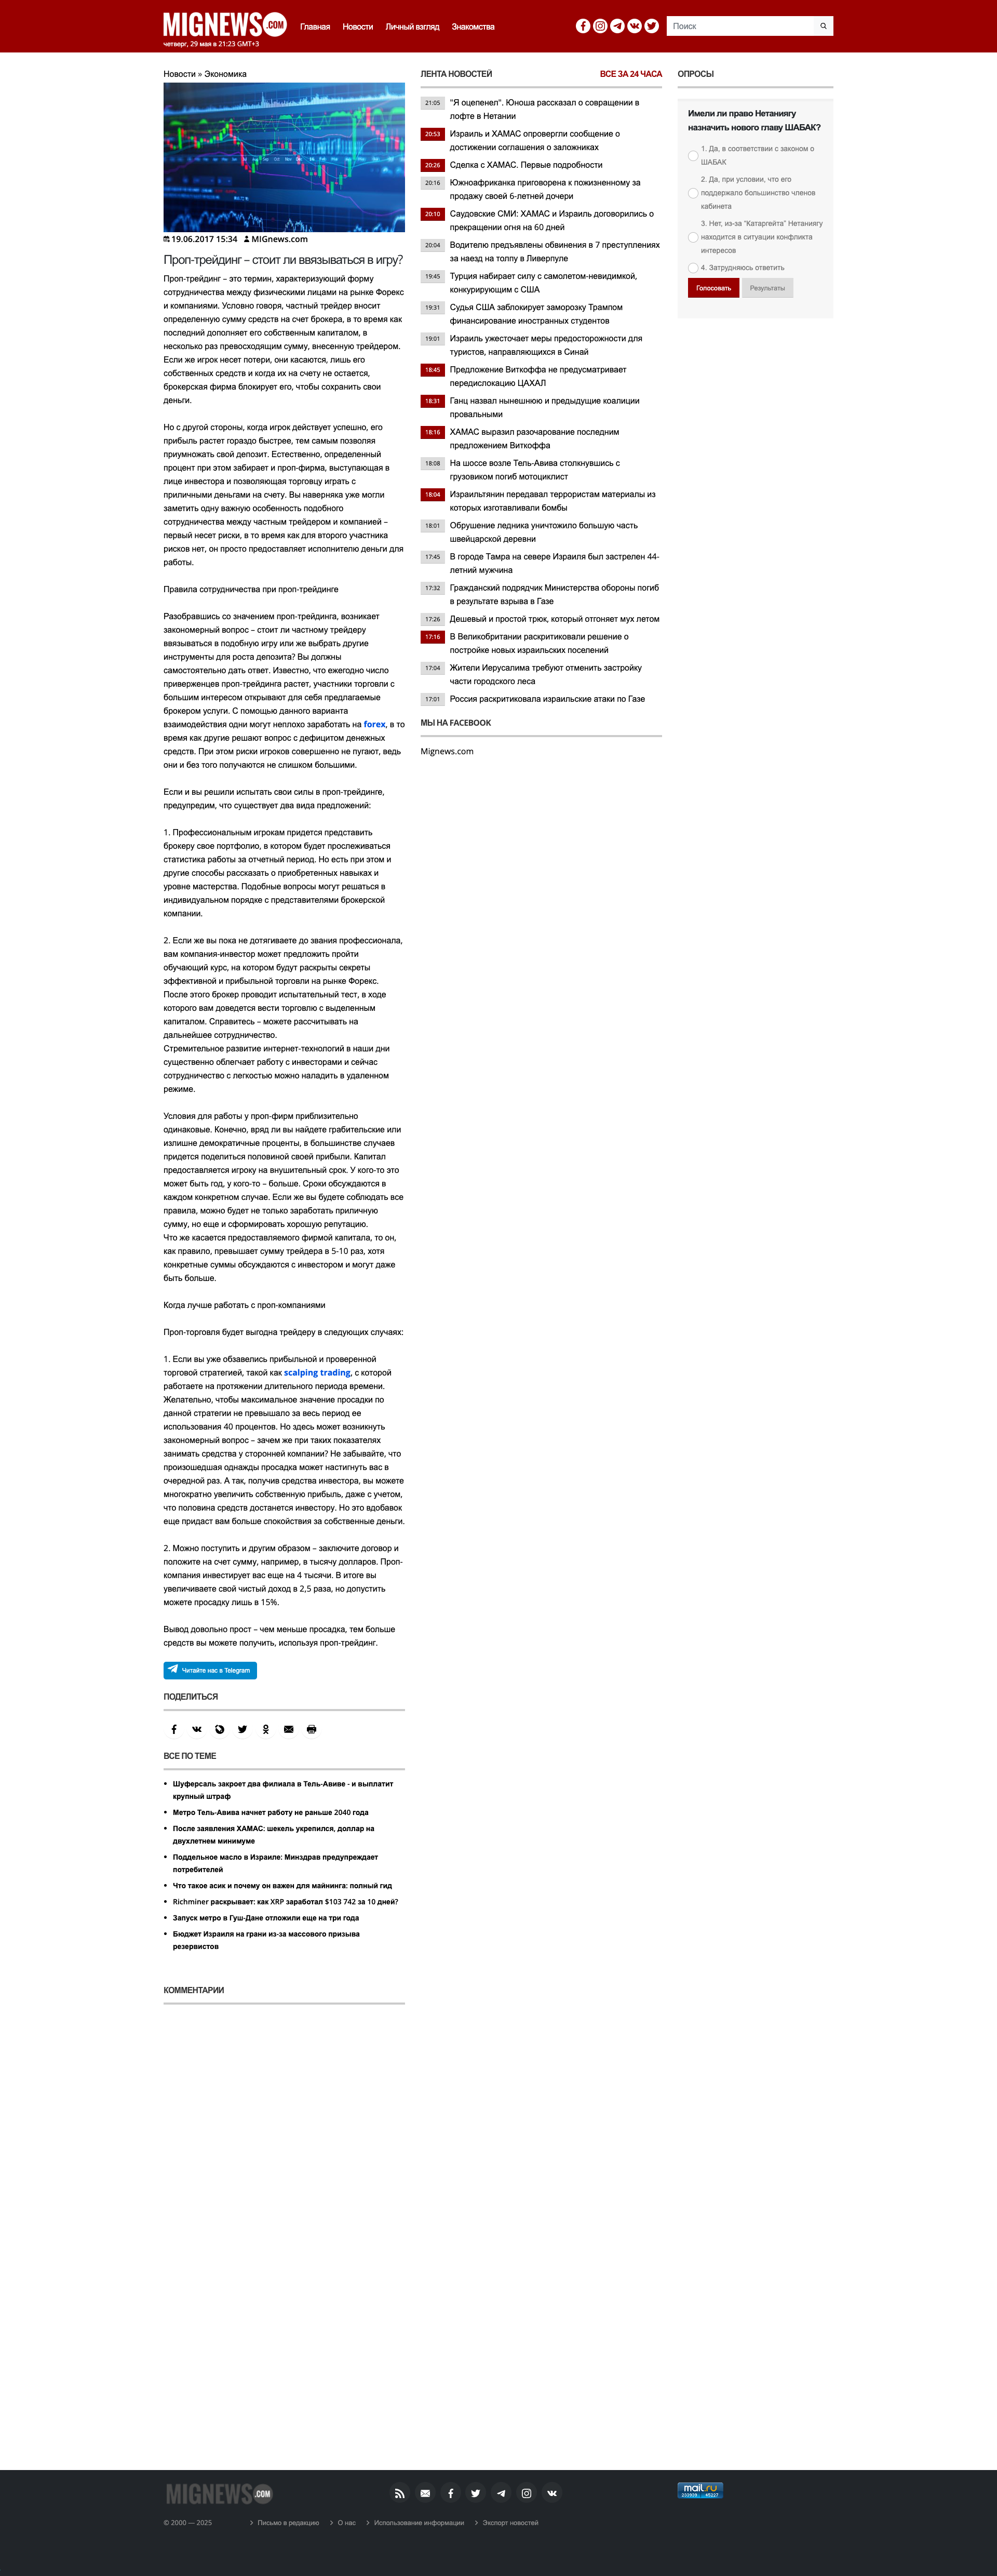 MIGNEWS.COM
четверг, 29 мая в 21:23 GMT+3
Главная Новости Личный взгляд Знакомства
Поиск
Новости » Экономика
19.06.2017 15:34 MIGnews.com
Проп-трейдинг – стоит ли ввязываться в игру?
Проп-трейдинг – это термин, характеризующий форму
сотрудничества между физическими лицами на рынке Форекс
и компаниями. Условно говоря, частный трейдер вносит
определенную сумму средств на счет брокера, в то время как
последний дополняет его собственным капиталом, в
несколько раз превосходящим сумму, внесенную трейдером.
Если же игрок несет потери, они касаются, лишь его
собственных средств и когда их на счету не остается,
брокерская фирма блокирует его, чтобы сохранить свои
деньги.
Но с другой стороны, когда игрок действует успешно, его
прибыль растет гораздо быстрее, тем самым позволяя
приумножать свой депозит. Естественно, определенный
процент при этом забирает и проп-фирма, выступающая в
лице инвестора и позволяющая торговцу играть с
приличными деньгами на счету. Вы наверняка уже могли
заметить одну важную особенность подобного
сотрудничества между частным трейдером и компанией –
первый несет риски, в то время как для второго участника
рисков нет, он просто предоставляет исполнителю деньги для
работы.
Правила сотрудничества при проп-трейдинге
Разобравшись со значением проп-трейдинга, возникает
закономерный вопрос – стоит ли частному трейдеру
ввязываться в подобную игру или же выбрать другие
инструменты для роста депозита? Вы должны
самостоятельно дать ответ. Известно, что ежегодно число
приверженцев проп-трейдинга растет, участники торговли с
большим интересом открывают для себя предлагаемые
брокером услуги. С помощью данного варианта
взаимодействия одни могут неплохо заработать на forex, в то
время как другие решают вопрос с дефицитом денежных
средств. При этом риски игроков совершенно не пугают, ведь
они и без того получаются не слишком большими.
Если и вы решили испытать свои силы в проп-трейдинге,
предупредим, что существует два вида предложений:
1. Профессиональным игрокам придется представить
брокеру свое портфолио, в котором будет прослеживаться
статистика работы за отчетный период. Но есть при этом и
другие способы рассказать о приобретенных навыках и
уровне мастерства. Подобные вопросы могут решаться в
индивидуальном порядке с представителями брокерской
компании.
2. Если же вы пока не дотягиваете до звания профессионала,
вам компания-инвестор может предложить пройти
обучающий курс, на котором будут раскрыты секреты
эффективной и прибыльной торговли на рынке Форекс.
После этого брокер проводит испытательный тест, в ходе
которого вам доведется вести торговлю с выделенным
капиталом. Справитесь – можете рассчитывать на
дальнейшее сотрудничество.
Стремительное развитие интернет-технологий в наши дни
существенно облегчает работу с инвесторами и сейчас
сотрудничество с легкостью можно наладить в удаленном
режиме.
Условия для работы у проп-фирм приблизительно
одинаковые. Конечно, вряд ли вы найдете грабительские или
излишне демократичные проценты, в большинстве случаев
придется поделиться половиной своей прибыли. Капитал
предоставляется игроку на внушительный срок. У кого-то это
может быть год, у кого-то – больше. Сроки обсуждаются в
каждом конкретном случае. Если же вы будете соблюдать все
правила, можно будет не только заработать приличную
сумму, но еще и сформировать хорошую репутацию.
Что же касается предоставляемого фирмой капитала, то он,
как правило, превышает сумму трейдера в 5-10 раз, хотя
конкретные суммы обсуждаются с инвестором и могут даже
быть больше.
Когда лучше работать с проп-компаниями
Проп-торговля будет выгодна трейдеру в следующих случаях:
1. Если вы уже обзавелись прибыльной и проверенной
торговой стратегией, такой как scalping trading, с которой
работаете на протяжении длительного периода времени.
Желательно, чтобы максимальное значение просадки по
данной стратегии не превышало за весь период ее
использования 40 процентов. Но здесь может возникнуть
закономерный вопрос – зачем же при таких показателях
занимать средства у сторонней компании? Не забывайте, что
произошедшая однажды просадка может настигнуть вас в
очередной раз. А так, получив средства инвестора, вы можете
многократно увеличить собственную прибыль, даже с учетом,
что половина средств достанется инвестору. Но это вдобавок
еще придаст вам больше спокойствия за собственные деньги.
2. Можно поступить и другим образом – заключите договор и
положите на счет сумму, например, в тысячу долларов. Проп-
компания инвестирует вас еще на 4 тысячи. В итоге вы
увеличиваете свой чистый доход в 2,5 раза, но допустить
можете просадку лишь в 15%.
Вывод довольно прост – чем меньше просадка, тем больше
средств вы можете получить, используя проп-трейдинг.
Читайте нас в Telegram
ПОДЕЛИТЬСЯ
ВСЕ ПО ТЕМЕ
Шуферсаль закроет два филиала в Тель-Авиве - и выплатит
крупный штраф
Метро Тель-Авива начнет работу не раньше 2040 года
После заявления ХАМАС: шекель укрепился, доллар на
двухлетнем минимуме
Поддельное масло в Израиле: Минздрав предупреждает
потребителей
Что такое асик и почему он важен для майнинга: полный гид
Richminer раскрывает: как XRP заработал $103 742 за 10 дней?
Запуск метро в Гуш-Дане отложили еще на три года
Бюджет Израиля на грани из-за массового призыва
резервистов
КОММЕНТАРИИ
ЛЕНТА НОВОСТЕЙ ВСЕ ЗА 24 ЧАСА
21:05 "Я оцепенел". Юноша рассказал о совращении в
лофте в Нетании
20:53 Израиль и ХАМАС опровергли сообщение о
достижении соглашения о заложниках
20:26 Сделка с ХАМАС. Первые подробности
20:16 Южноафриканка приговорена к пожизненному за
продажу своей 6-летней дочери
20:10 Саудовские СМИ: ХАМАС и Израиль договорились о
прекращении огня на 60 дней
20:04 Водителю предъявлены обвинения в 7 преступлениях
за наезд на толпу в Ливерпуле
19:45 Турция набирает силу с самолетом-невидимкой,
конкурирующим с США
19:31 Судья США заблокирует заморозку Трампом
финансирование иностранных студентов
19:01 Израиль ужесточает меры предосторожности для
туристов, направляющихся в Синай
18:45 Предложение Виткоффа не предусматривает
передислокацию ЦАХАЛ
18:31 Ганц назвал нынешнюю и предыдущие коалиции
провальными
18:16 ХАМАС выразил разочарование последним
предложением Виткоффа
18:08 На шоссе возле Тель-Авива столкнувшись с
грузовиком погиб мотоциклист
18:04 Израильтянин передавал террористам материалы из
которых изготавливали бомбы
18:01 Обрушение ледника уничтожило большую часть
швейцарской деревни
17:45 В городе Тамра на севере Израиля был застрелен 44-
летний мужчина
17:32 Гражданский подрядчик Министерства обороны погиб
в результате взрыва в Газе
17:26 Дешевый и простой трюк, который отгоняет мух летом
17:16 В Великобритании раскритиковали решение о
постройке новых израильских поселений
17:04 Жители Иерусалима требуют отменить застройку
части городского леса
17:01 Россия раскритиковала израильские атаки по Газе
МЫ НА FACEBOOK
Mignews.com
ОПРОСЫ
Имели ли право Нетаниягу
назначить нового главу ШАБАК?
1. Да, в соответствии с законом о
ШАБАК
2. Да, при условии, что его
поддержало большинство членов
кабинета
3. Нет, из-за "Катаргейта" Нетаниягу
находится в ситуации конфликта
интересов
4. Затрудняюсь ответить
Голосовать Результаты
MIGNEWS.COM
mail.ru
© 2000 — 2025
Письмо в редакцию О нас Использование информации Экспорт новостей